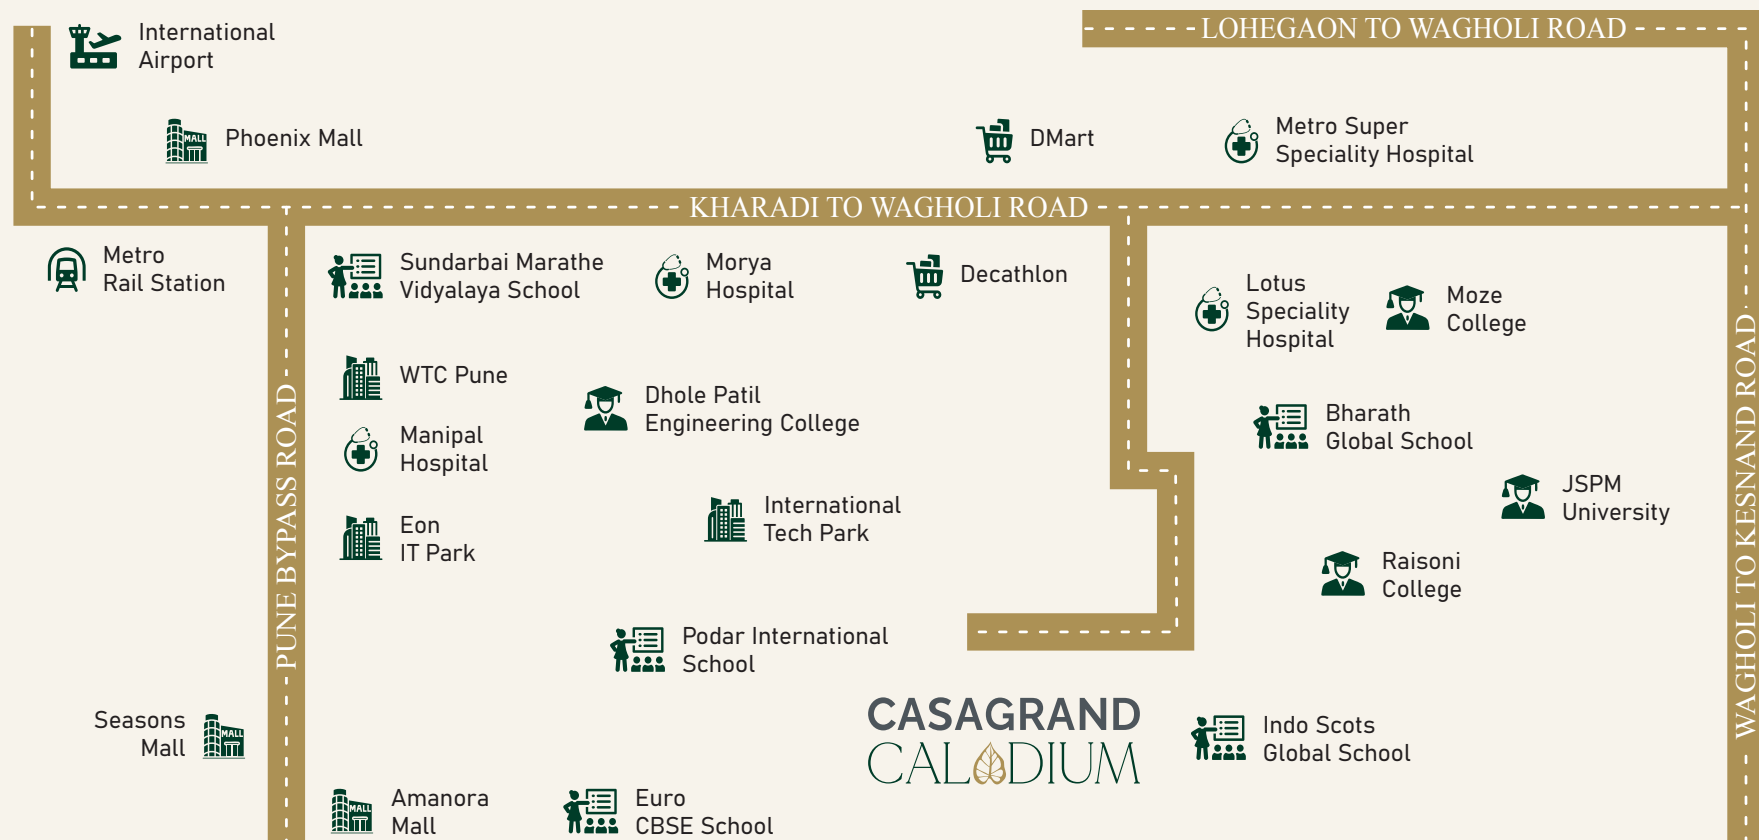 International
Airport
LOHEGAON TO WAGHOLI ROAD
MALL
Phoenix Mall
DMart
Metro Super
Speciality Hospital
KHARADI TO WAGHOLI ROAD
Metro
Rail Station
Sundarbai Marathe
Vidyalaya School
Morya
Hospital
Decathlon
Lotus
Speciality
Hospital
Moze
College
WTC Pune
Dhole Patil
Engineering College
Manipal
Hospital
Bharath
Global School
PUNE BYPASS ROAD
WAGHOLI TO KESNAND ROAD
Eon
IT Park
International
Tech Park
JSPM
University
Raisoni
College
Podar International
School
Seasons
Mall
MALL
CASAGRAND
CALADIUM
Indo Scots
Global School
MALL
Amanora
Mall
Euro
CBSE School